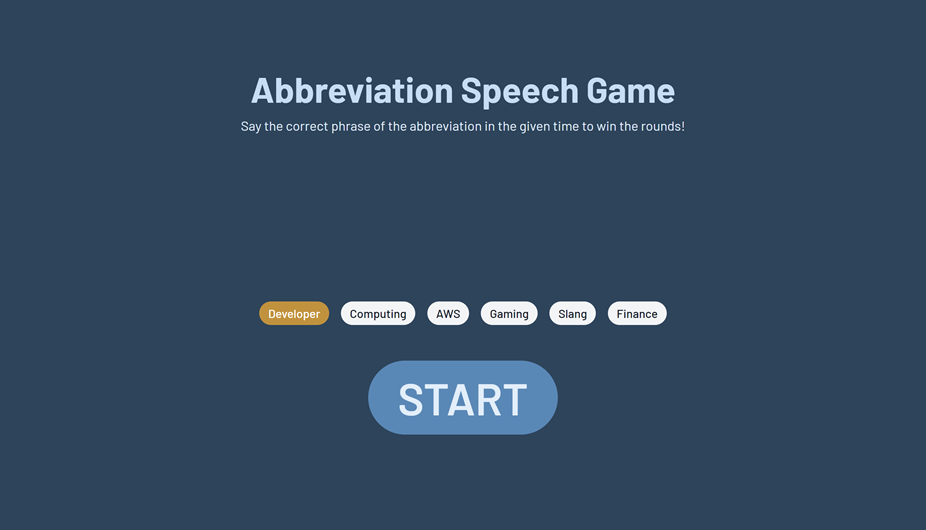 Abbreviation Speech Game
Say the correct phrase of the abbreviation in the given time to win the rounds!
Developer Computing AWS Gaming Slang Finance
START